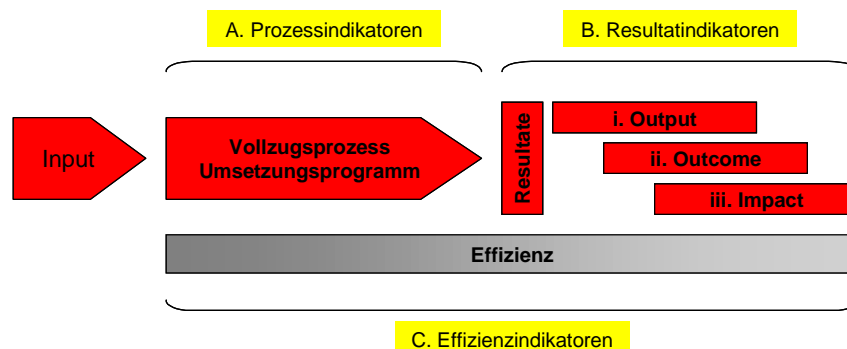 A. Prozessindikatoren
B. Resultatindikatoren
Input
Vollzugsprozess
Umsetzungsprogramm
Resultate
i. Output
ii. Outcome
iii. Impact
Effizienz
C. Effizienzindikatoren